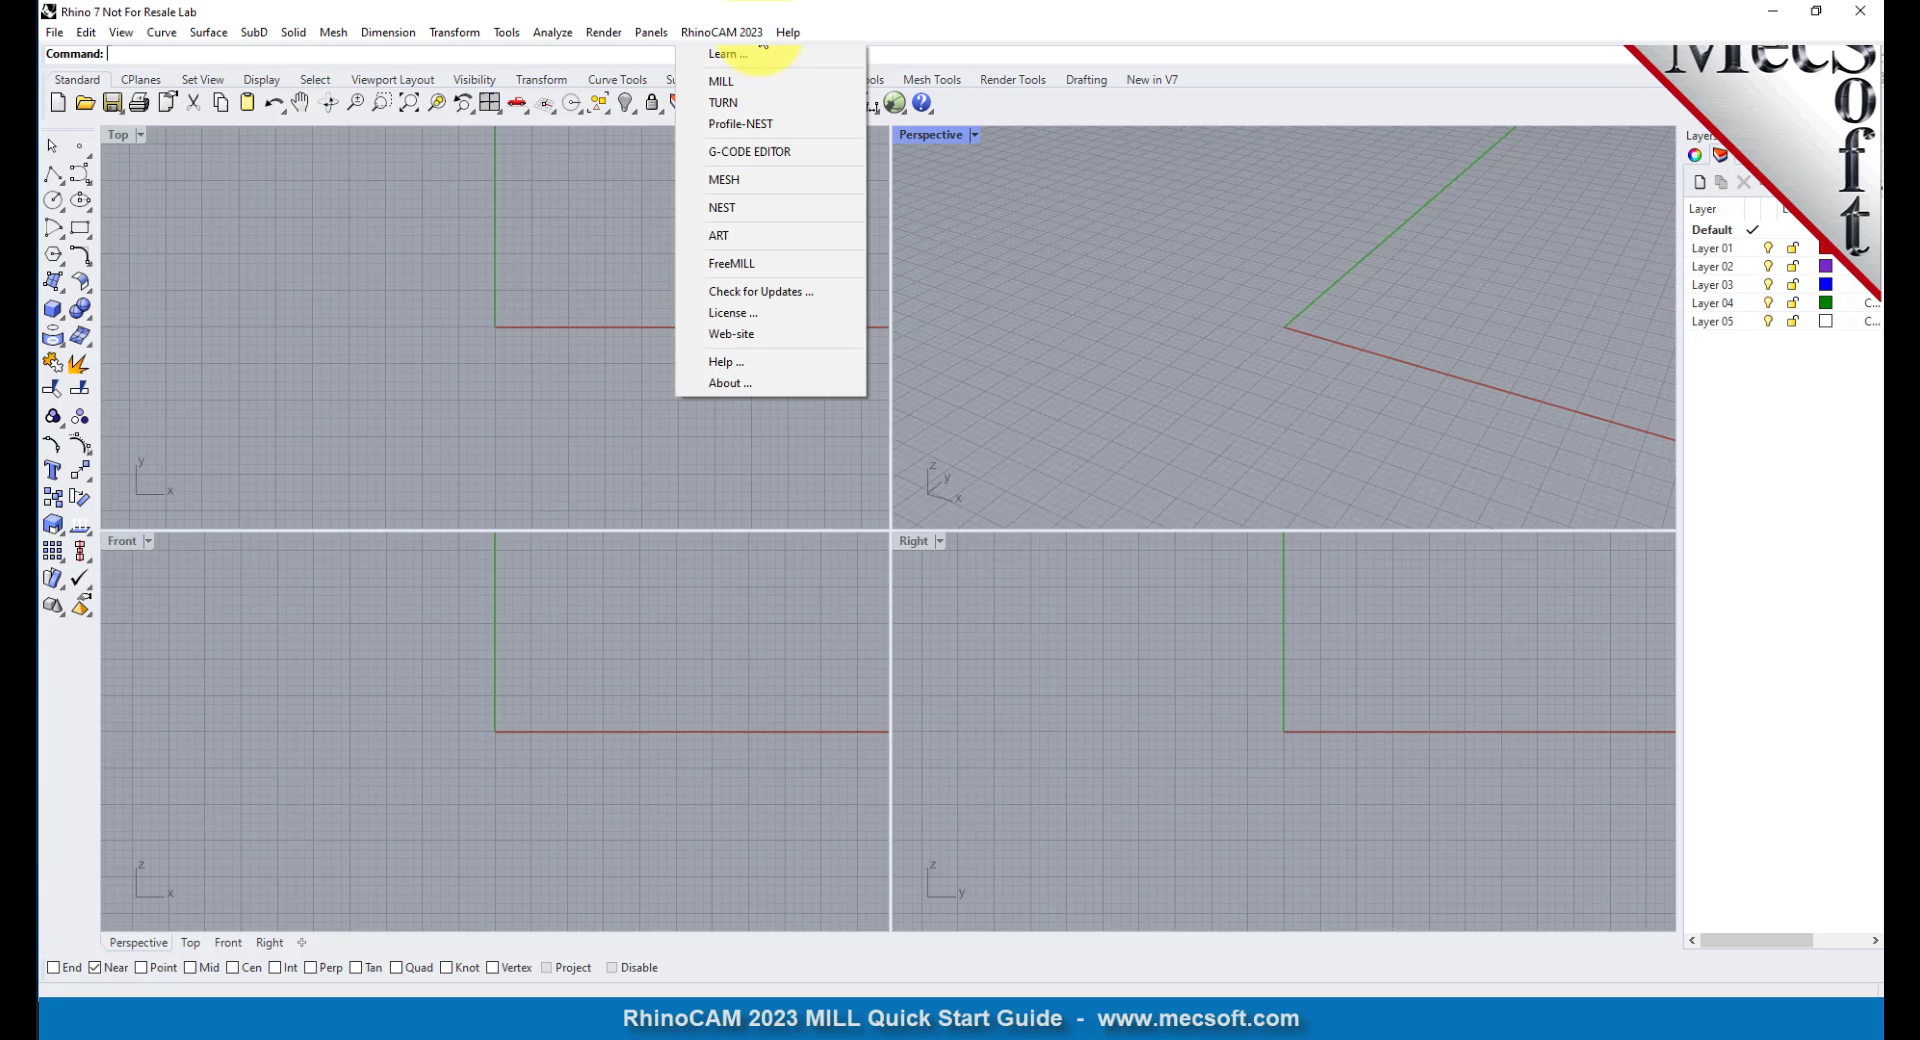 Rhino 7 Not For Resale Lab
File Edit View Curve Surface SubD Solid Mesh Dimension Transform Tools Analyze Render Panels RhinoCAM 2023 Help
Command:
Learn ...
Standard CPlanes Set View Display Select Viewport Layout Visibility Transform Curve Tools Mesh Tools Render Tools Drafting New in V7
MILL
TURN
Profile-NEST
G-CODE EDITOR
MESH
NEST
ART
FreeMILL
Check for Updates ...
License ...
Web-site
Help ...
About ...
Top
y
x
Perspective
z
y
x
Front
z
x
Right
z
y
MecSoft
Layer
Default
Layer 01
Layer 02
Layer 03
Layer 04 C...
Layer 05 C...
Perspective Top Front Right
End Near Point Mid Cen Int Perp Tan Quad Knot Vertex Project Disable
RhinoCAM 2023 MILL Quick Start Guide - www.mecsoft.com